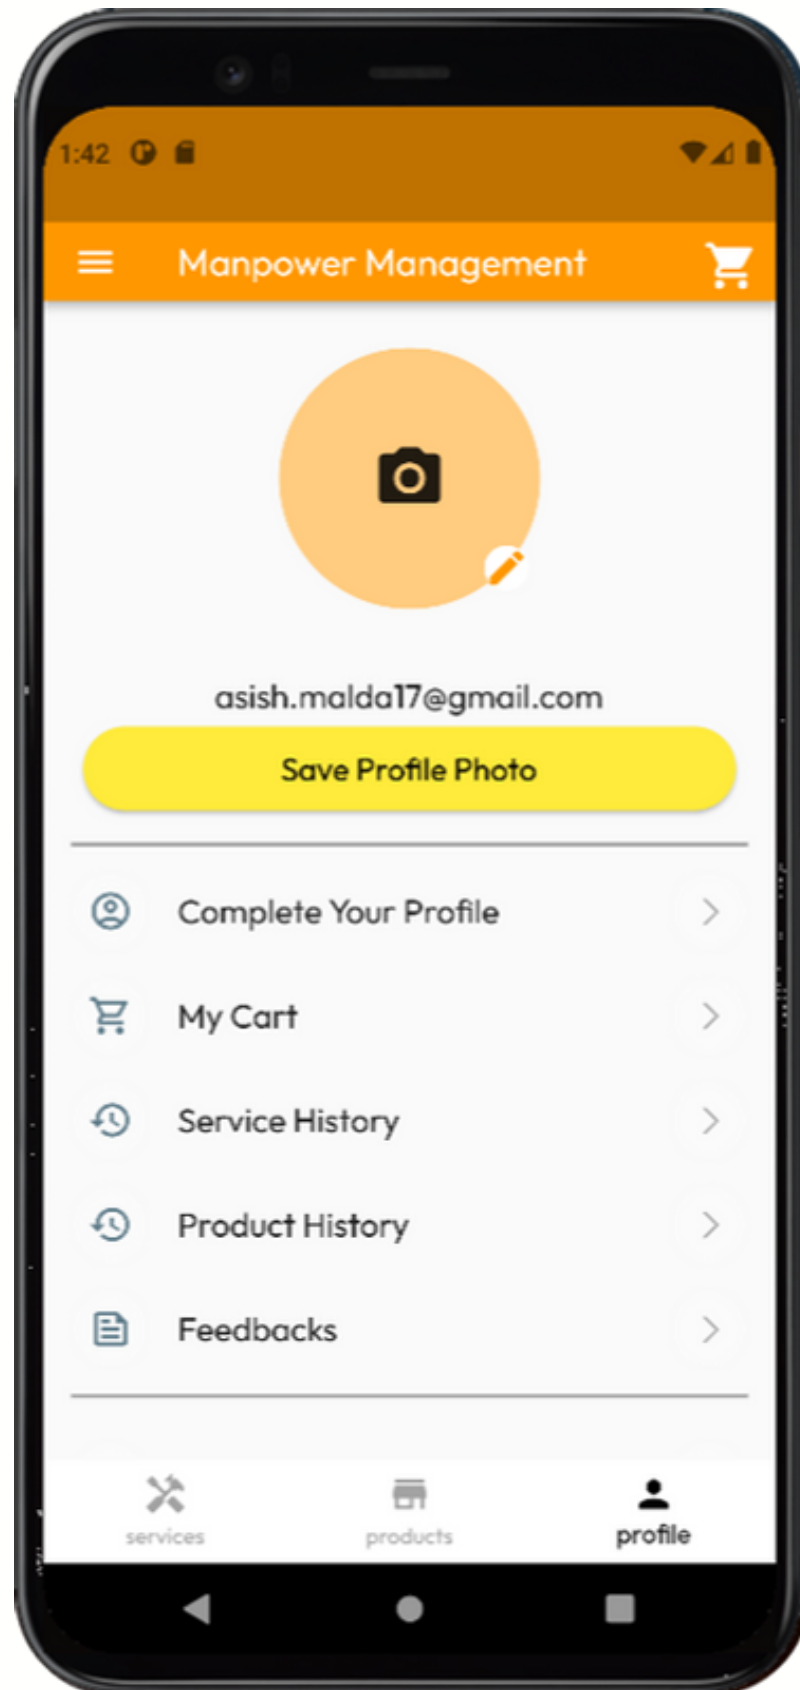 1:42
Manpower Management
asish.malda17@gmail.com
Save Profile Photo
Complete Your Profile
My Cart
Service History
Product History
Feedbacks
services
products
profile